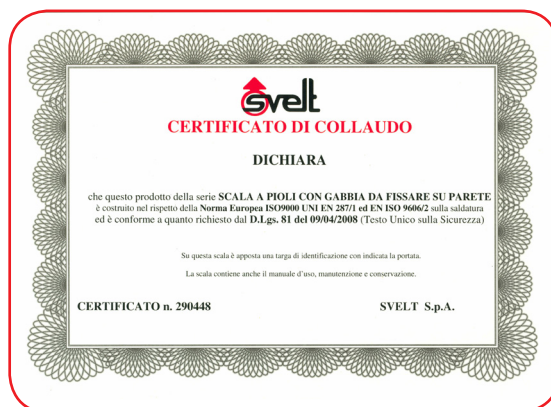 svelt
CERTIFICATO DI COLLAUDO
DICHIARA
che questo prodotto della serie SCALA A PIOLI CON GABBIA DA FISSARE SU PARETE
è costruito nel rispetto della Norma Europea ISO9000 UNI EN 287/1 ed EN ISO 9606/2 sulla saldatura
ed è conforme a quanto richiesto dal D.Lgs. 81 del 09/04/2008 (Testo Unico sulla Sicurezza)
Su questa scala è apposta una targa di identificazione con indicata la portata.
La scala contiene anche il manuale d'uso, manutenzione e conservazione.
CERTIFICATO n. 290448 SVELT S.p.A.